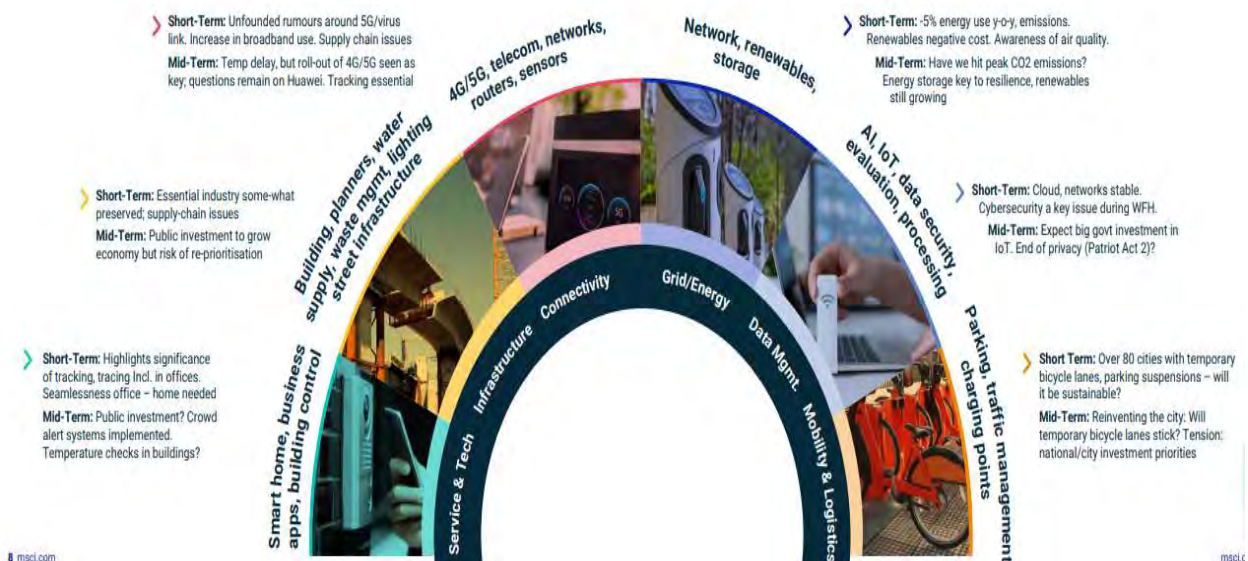 Short-Term: Unfounded rumours around 5G/virus
link. Increase in broadband use. Supply chain issues
Mid-Term: Temp delay, but roll-out of 4G/5G seen as
key; questions remain on Huawei. Tracking essential
Short-Term: Essential industry some-what
preserved; supply-chain issues
Mid-Term: Public investment to grow
economy but risk of re-prioritisation
Short-Term: Highlights significance
of tracking, tracing Incl. in offices.
Seamlessness office – home needed
Mid-Term: Public investment? Crowd
alert systems implemented.
Temperature checks in buildings?
Smart home, business
apps, building control
Building, planners, water
supply, waste mgmt, lighting
street infrastructure
4G/5G, telecom, networks,
routers, sensors
Network, renewables,
storage
AI, IoT, data security,
evaluation, processing
Parking, traffic management
charging points
Service & Tech
Infrastructure
Connectivity
Grid/Energy
Data Mgmt.
Mobility & Logistics
5G
Short-Term: -5% energy use y-o-y, emissions.
Renewables negative cost. Awareness of air quality.
Mid-Term: Have we hit peak CO2 emissions?
Energy storage key to resilience, renewables
still growing
Short-Term: Cloud, networks stable.
Cybersecurity a key issue during WFH.
Mid-Term: Expect big govt investment in
IoT. End of privacy (Patriot Act 2)?
Short Term: Over 80 cities with temporary
bicycle lanes, parking suspensions – will
it be sustainable?
Mid-Term: Reinventing the city: Will
temporary bicycle lanes stick? Tension:
national/city investment priorities
8 msci.com
msci.c